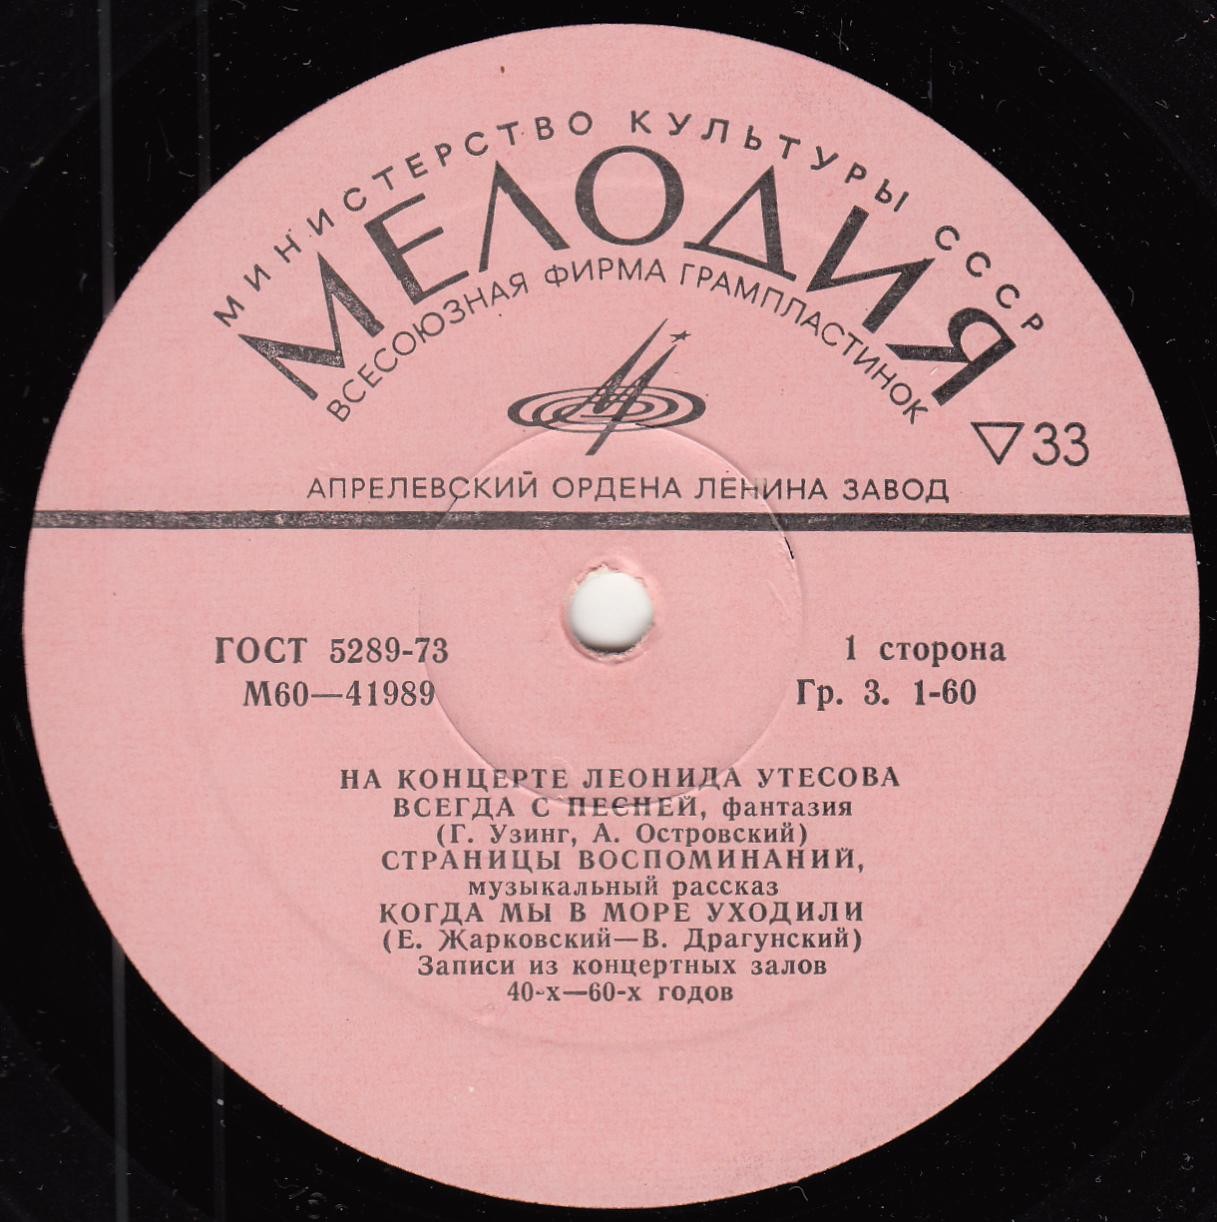 МИНИСТЕРСТВО КУЛЬТУРЫ СССР
МЕЛОДИЯ
ВСЕСОЮЗНАЯ ФИРМА ГРАМПЛАСТИНОК
33
АПРЕЛЕВСКИЙ ОРДЕНА ЛЕНИНА ЗАВОД
ГОСТ 5289-73
1 сторона
М60—41989
Гр. 3. 1-60
НА КОНЦЕРТЕ ЛЕОНИДА УТЕСОВА
ВСЕГДА С ПЕСНЕЙ, фантазия
(Г. Узинг, А. Островский)
СТРАНИЦЫ ВОСПОМИНАНИЙ,
музыкальный рассказ
КОГДА МЫ В МОРЕ УХОДИЛИ
(Е. Жарковский—В. Драгунский)
Записи из концертных залов
40-х—60-х годов